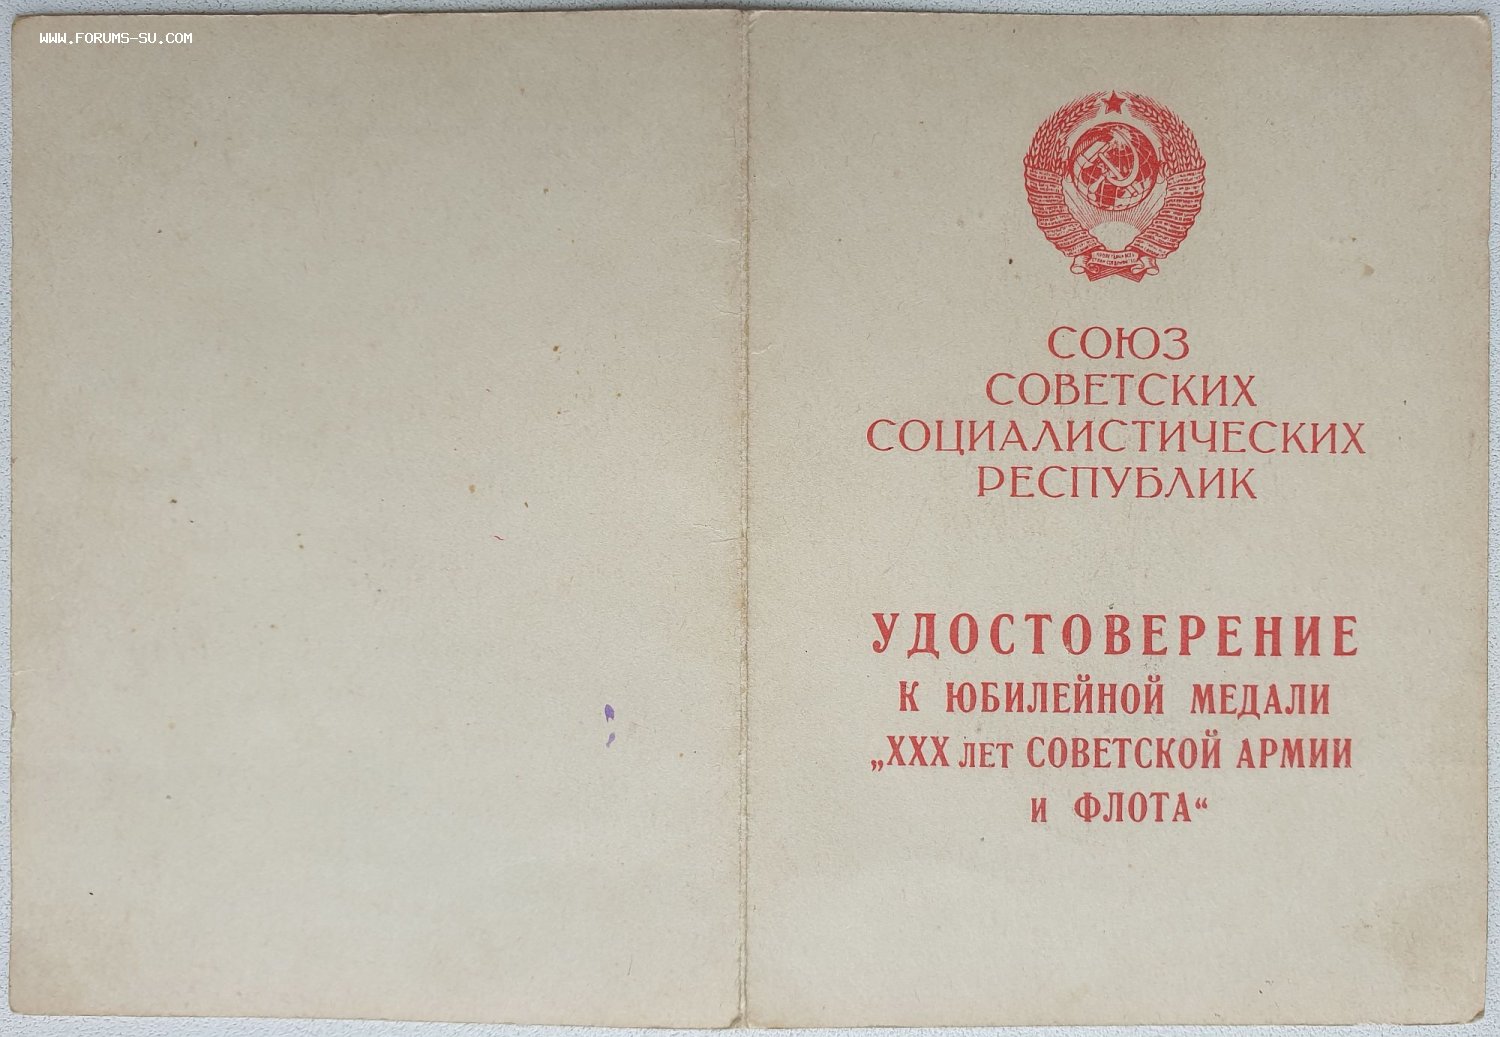 WWW.FORUMS-SU.COM
СОЮЗ
СОВЕТСКИХ
СОЦИАЛИСТИЧЕСКИХ
РЕСПУБЛИК
УДОСТОВЕРЕНИЕ
К ЮБИЛЕЙНОЙ МЕДАЛИ
„XXX ЛЕТ СОВЕТСКОЙ АРМИИ
И ФЛОТА“